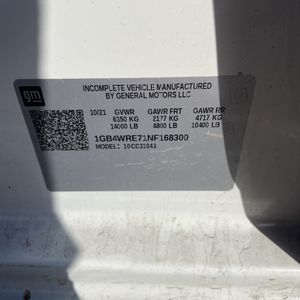 gm
INCOMPLETE VEHICLE MANUFACTURED
BY GENERAL MOTORS LLC
10/21 GVWR GAWR FRT GAWR RR
6350 KG 2177 KG 4717 KG
14000 LB 4800 LB 10400 LB
1GB4WRE71NF168300
MODEL: 10CC31043